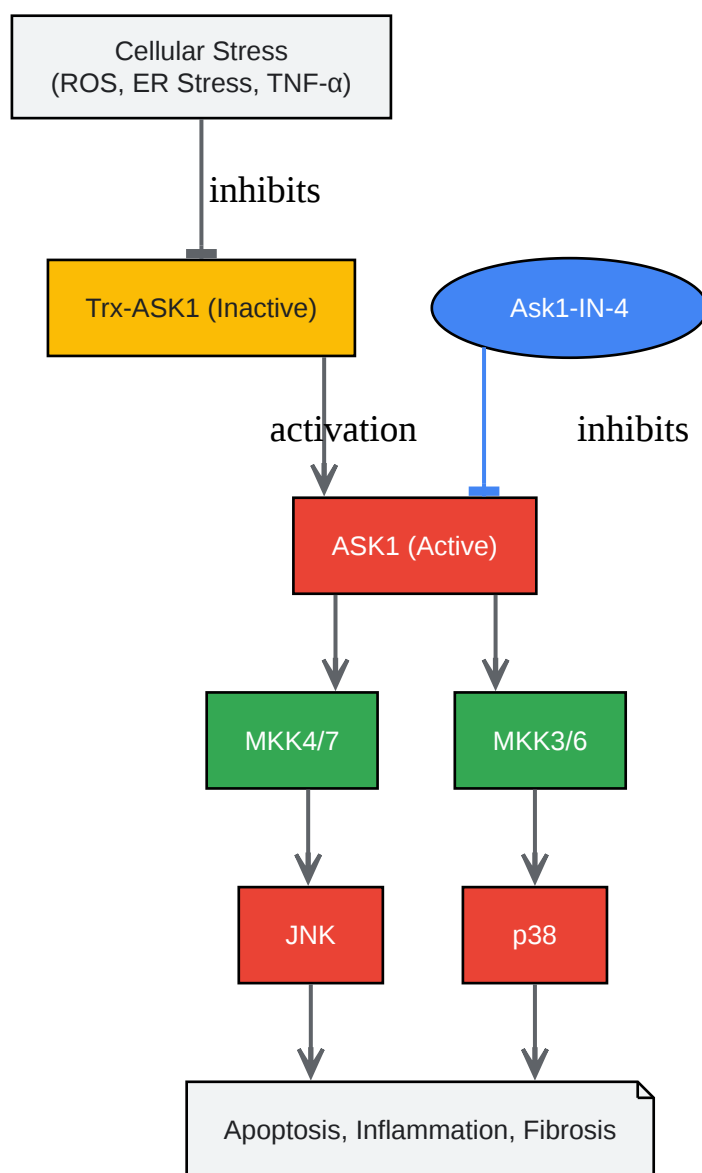 Cellular Stress
(ROS, ER Stress, TNF-α)
inhibits
Trx-ASK1 (Inactive)
Ask1-IN-4
activation
inhibits
ASK1 (Active)
MKK4/7
MKK3/6
JNK
p38
Apoptosis, Inflammation, Fibrosis